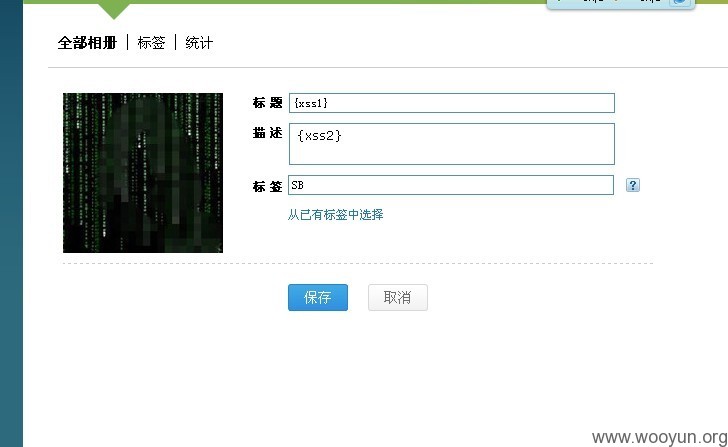 全部相册 标签 统计
标 题 {xss1}
描 述 {xss2}
标 签 SB ?
从已有标签中选择
保存 取消
www.wooyun.org